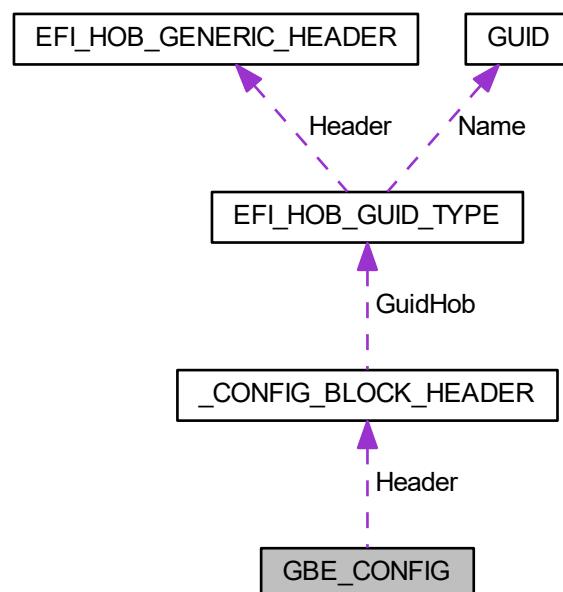 EFI_HOB_GENERIC_HEADER
GUID
Header
Name
EFI_HOB_GUID_TYPE
GuidHob
_CONFIG_BLOCK_HEADER
Header
GBE_CONFIG